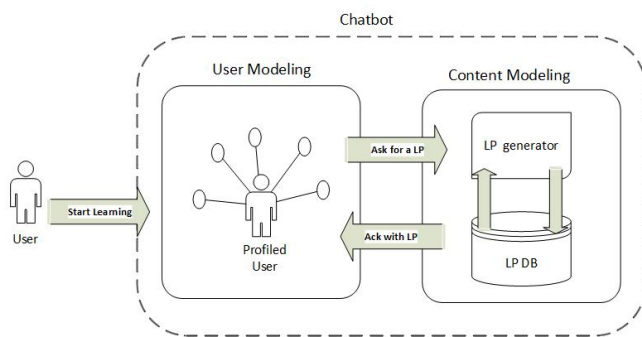 Chatbot
User Modeling
Content Modeling
LP generator
Ask for a LP
Start Learning
User
Profiled
User
Ack with LP
LP DB